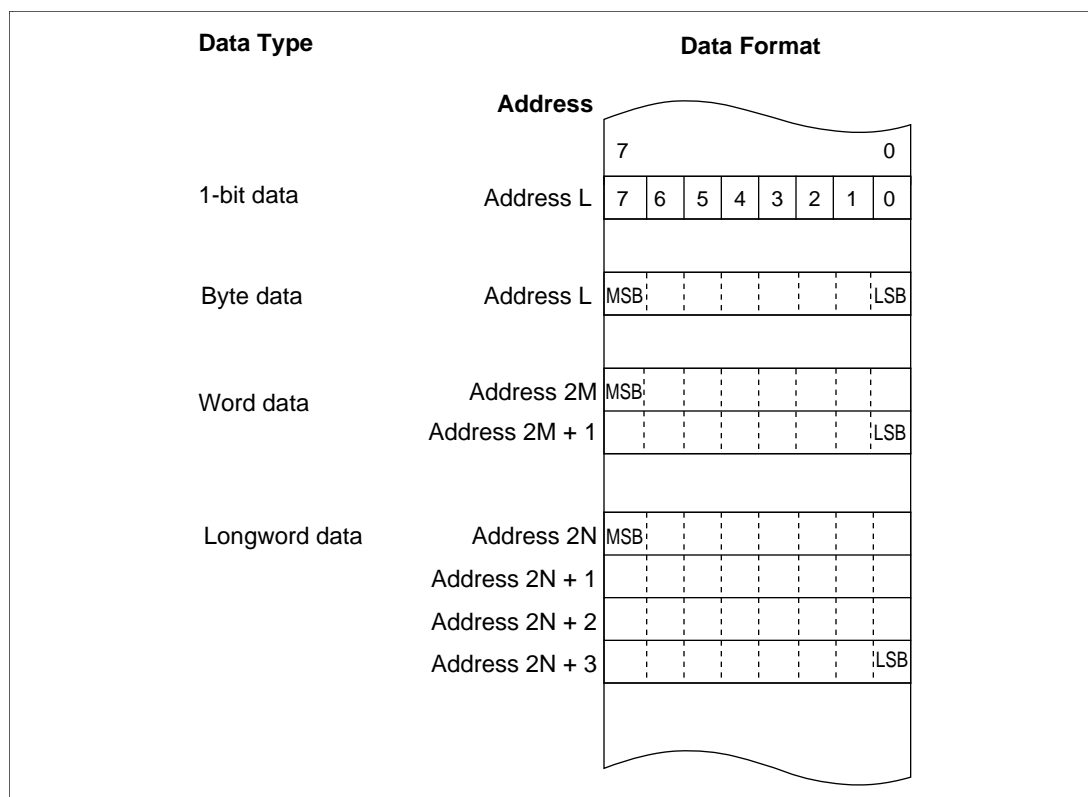 Data Type Data Format
Address
7 0
1-bit data Address L 7 6 5 4 3 2 1 0
Byte data Address L MSB LSB
Word data
Address 2M MSB
Address 2M + 1 LSB
Longword data Address 2N MSB
Address 2N + 1
Address 2N + 2
Address 2N + 3 LSB